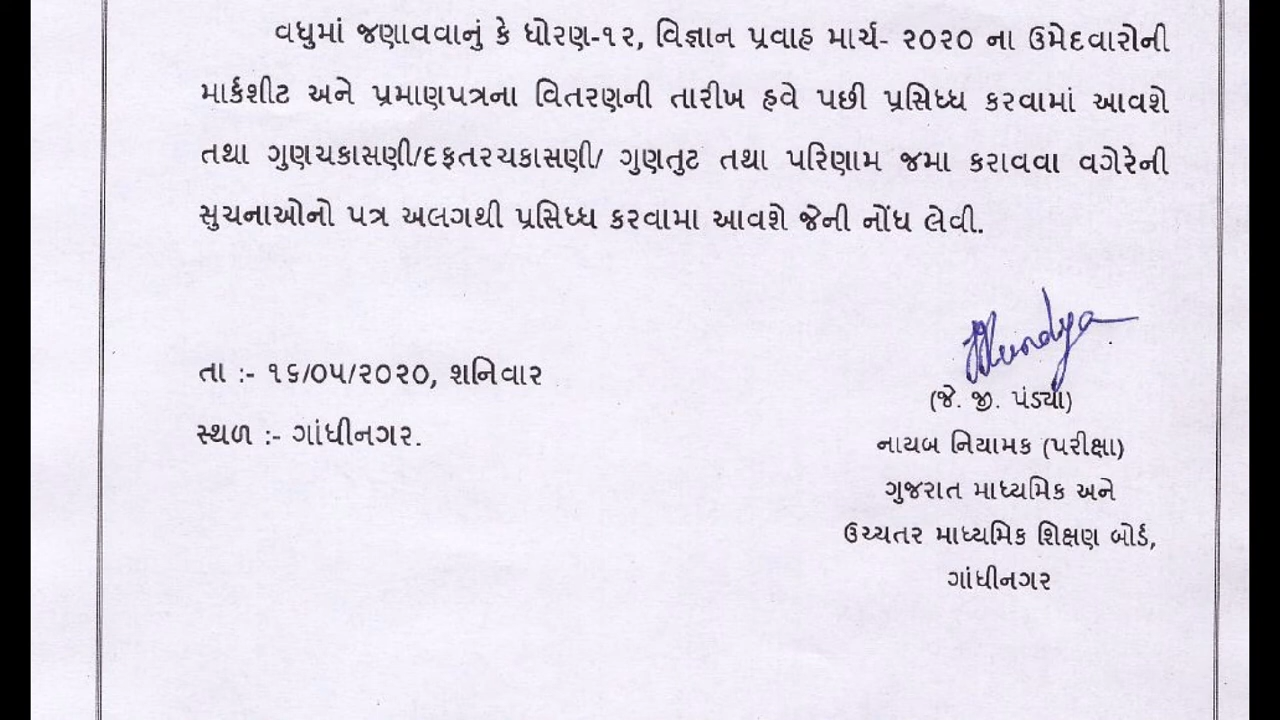 વધુમાં જણાવવાનું કે ધોરણ-૧૨, વિજ્ઞાન પ્રવાહ માર્ચ- ૨૦૨૦ ના ઉમેદવારોની
માર્કશીટ અને પ્રમાણપત્રના વિતરણની તારીખ હવે પછી પ્રસિધ્ધ કરવામાં આવશે
તથા ગુણચકાસણી/દફતરચકાસણી/ ગુણતુટ તથા પરિણામ જમા કરાવવા વગેરેની
સુચનાઓનો પત્ર અલગથી પ્રસિધ્ધ કરવામા આવશે જેની નોંધ લેવી.
તા :- ૧૬/૦૫/૨૦૨૦, શનિવાર
સ્થળ :- ગાંધીનગર.
(જે. જી. પંડયા)
નાયબ નિયામક (પરીક્ષા)
ગુજરાત માધ્યમિક અને
ઉચ્ચતર માધ્યમિક શિક્ષણ બોર્ડ,
ગાંધીનગર